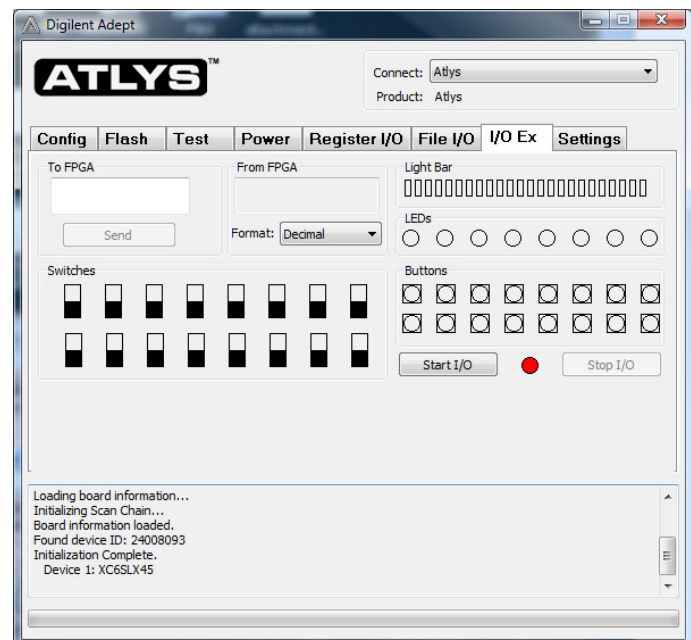 Digilent Adept
ATLYS™
Connect: Atlys
Product: Atlys
Config Flash Test Power Register I/O File I/O I/O Ex Settings
To FPGA
From FPGA
Light Bar
LEDs
Send
Format: Decimal
Switches
Buttons
Start I/O
Stop I/O
Loading board information...
Initializing Scan Chain...
Board information loaded.
Found device ID: 24008093
Initialization Complete.
Device 1: XC6SLX45